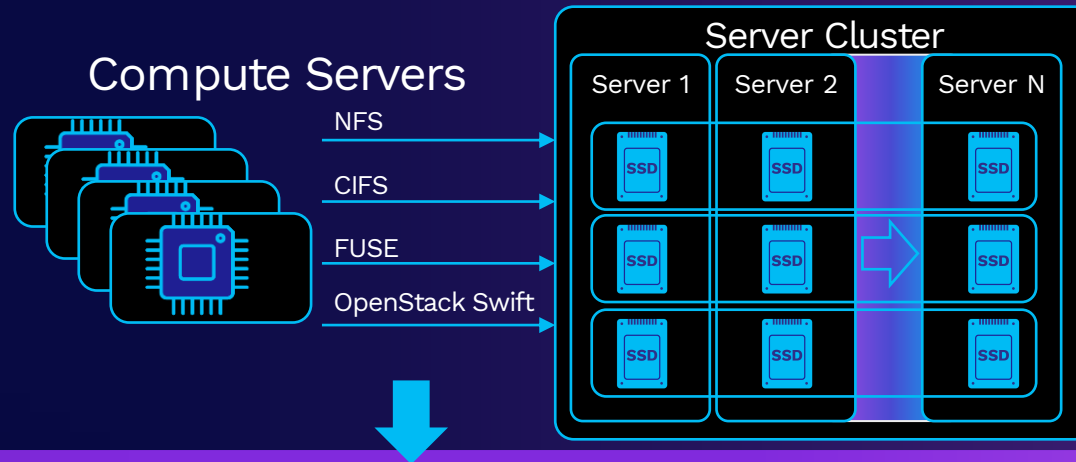 Server Cluster
Compute Servers
Server 1
Server 2
Server N
NFS
CIFS
FUSE
OpenStack Swift
SSD
SSD
SSD
SSD
SSD
SSD
SSD
SSD
SSD